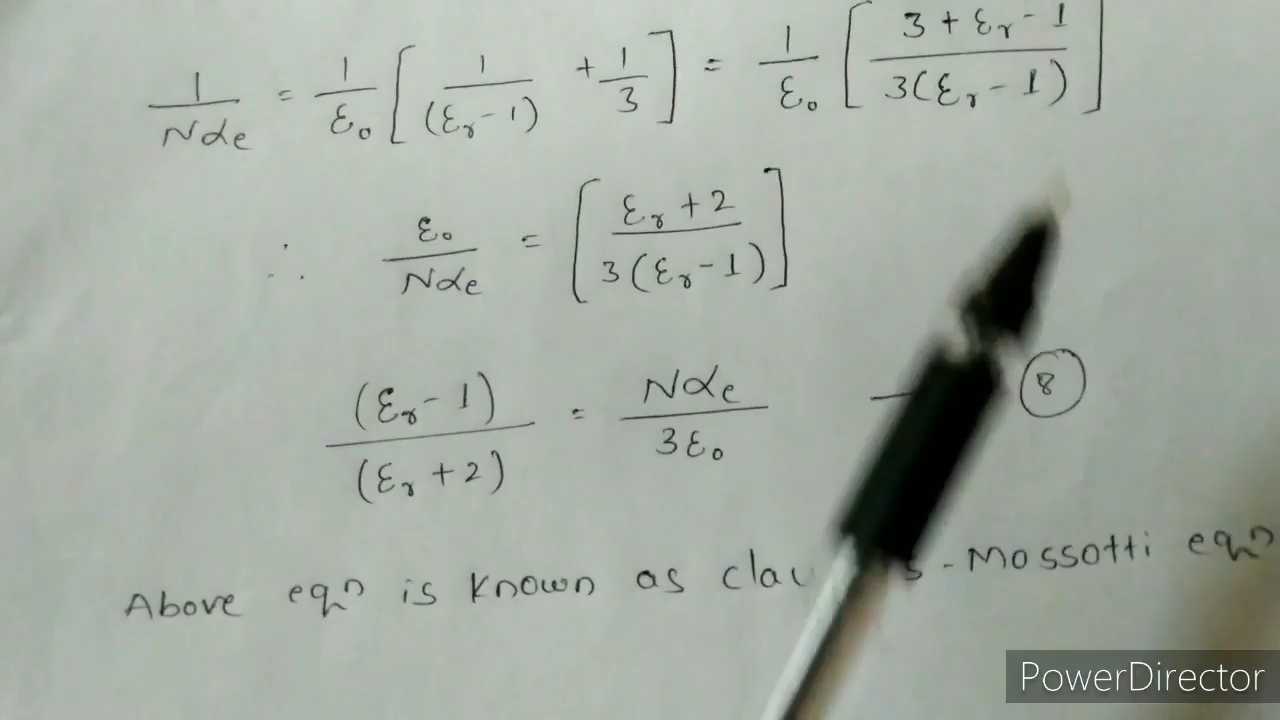 1/Nαe = 1/ε₀ [ 1/(εᵣ-1) + 1/3 ] = 1/ε₀ [ (3 + εᵣ - 1)/(3(εᵣ - 1)) ]
∴ ε₀/Nαe = [ (εᵣ + 2)/(3(εᵣ - 1)) ]
(εᵣ - 1)/(εᵣ + 2) = Nαe/3ε₀ — 8
Above eqn is known as - Mossotti eqn
PowerDirector